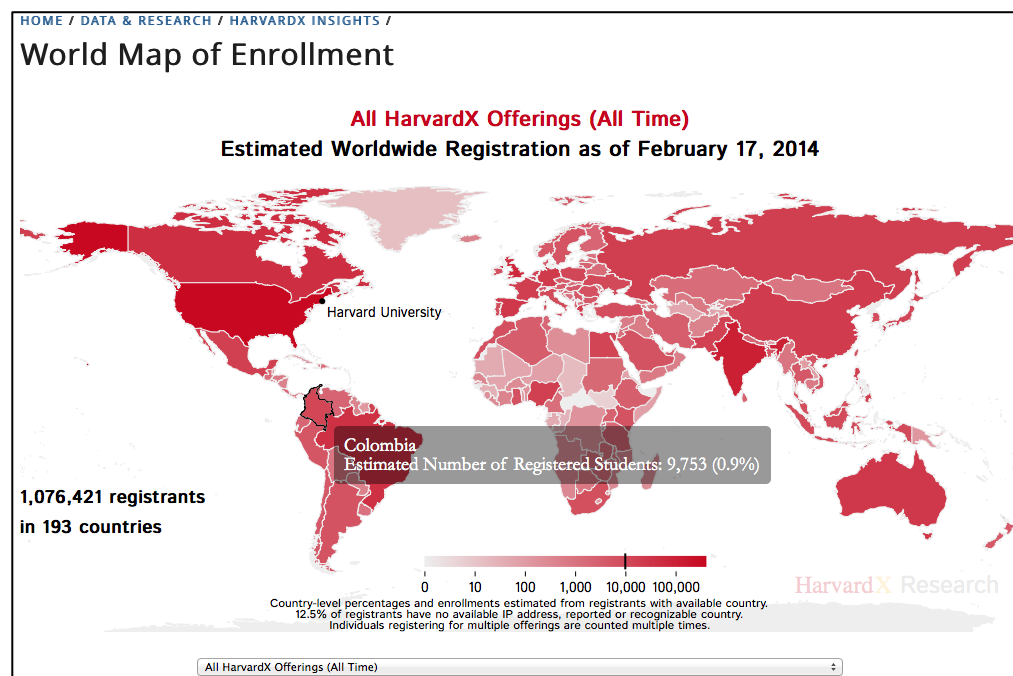 HOME / DATA & RESEARCH / HARVARDX INSIGHTS /
World Map of Enrollment
All HarvardX Offerings (All Time)
Estimated Worldwide Registration as of February 17, 2014
Harvard University
Colombia
Estimated Number of Registered Students: 9,753 (0.9%)
1,076,421 registrants
in 193 countries
0 10 100 1,000 10,000 100,000
HarvardX Research
Country-level percentages and enrollments estimated from registrants with available country.
12.5% of registrants have no available IP address, reported or recognizable country.
Individuals registering for multiple offerings are counted multiple times.
All HarvardX Offerings (All Time)